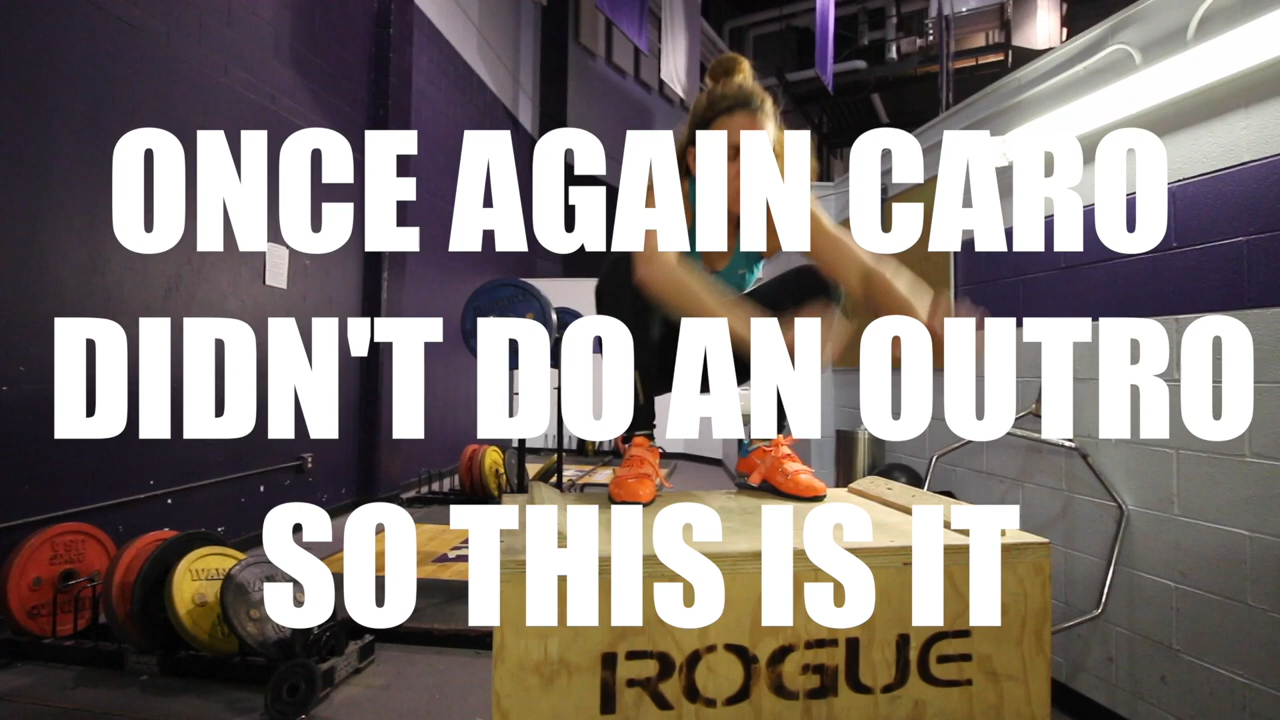 ONCE AGAIN CARO
DIDN'T DO AN OUTRO
SO THIS IS IT
ROGUE